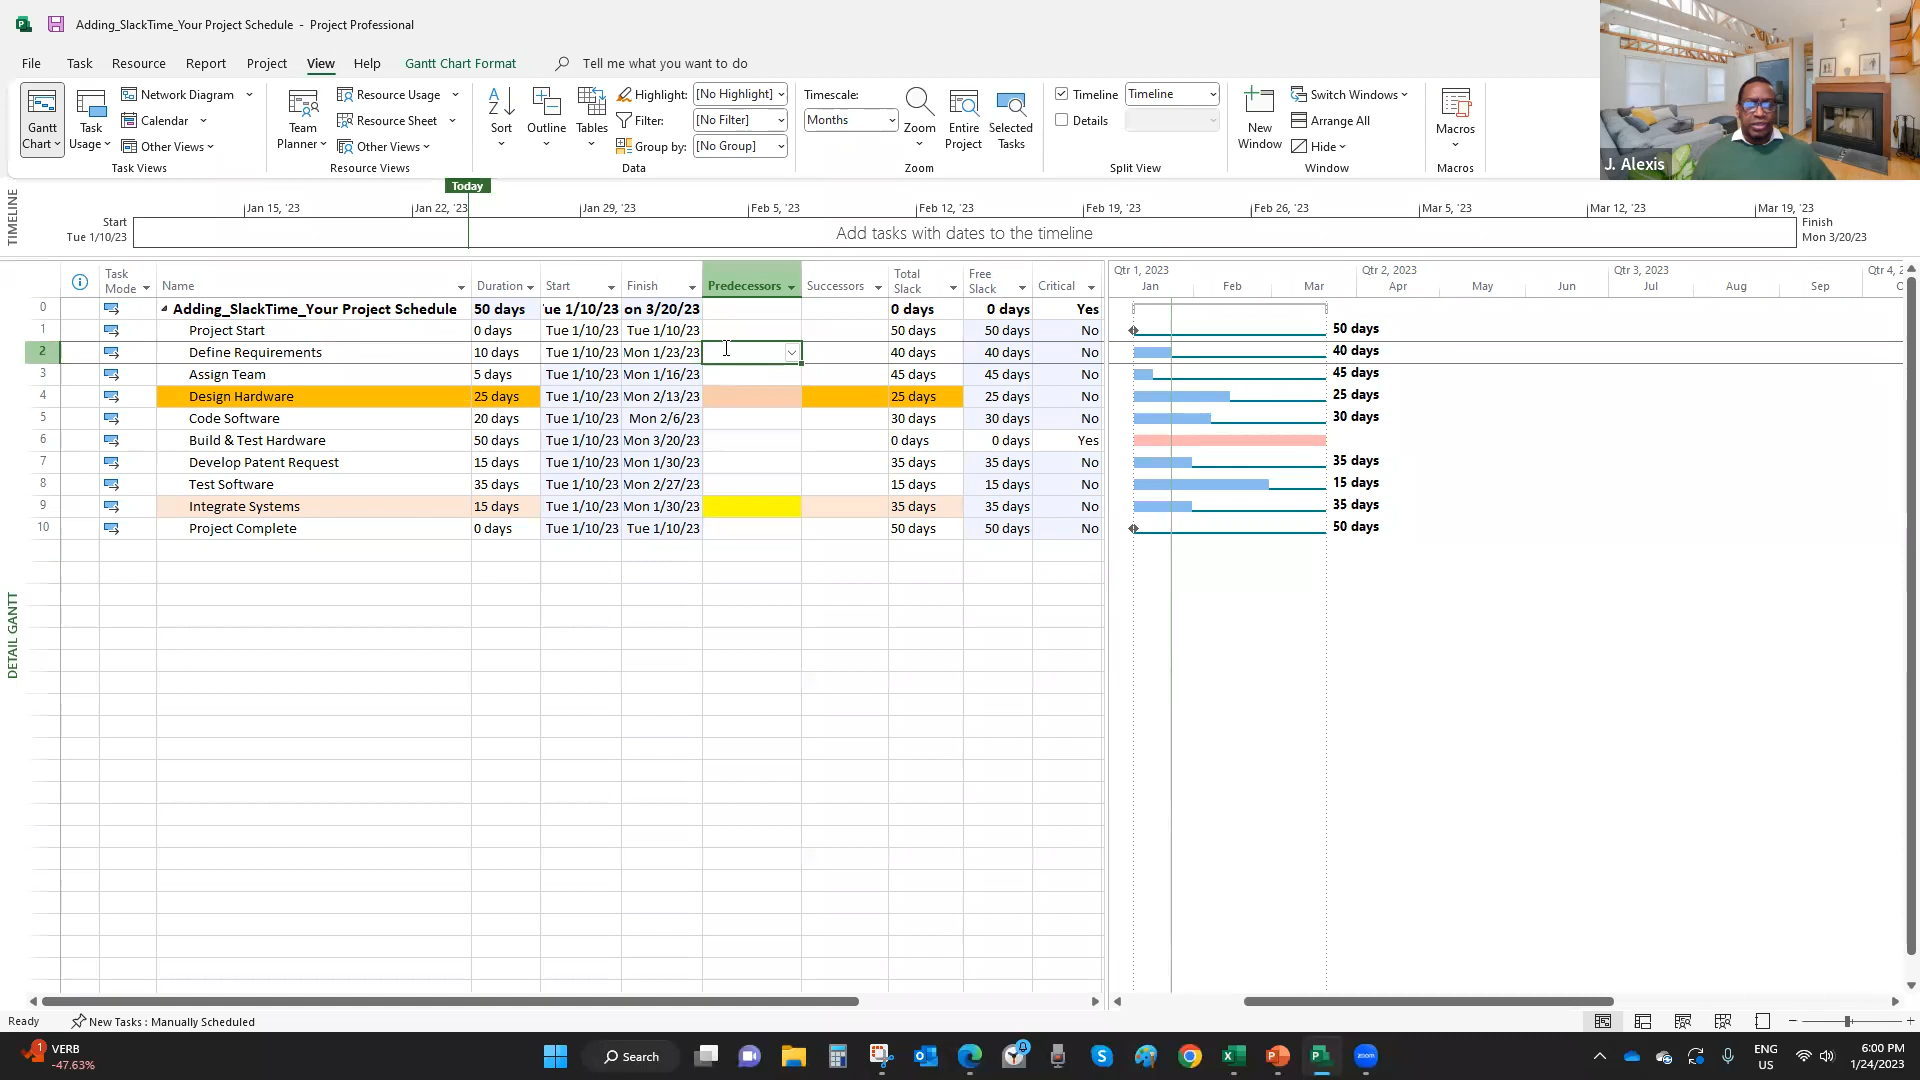 Adding_SlackTime_Your Project Schedule - Project Professional
File Task Resource Report Project View Help Gantt Chart Format Tell me what you want to do
Gantt Chart
Task Usage
Network Diagram
Calendar
Other Views
Task Views
Team Planner
Resource Usage
Resource Sheet
Other Views
Resource Views
Sort
Outline
Tables
Highlight: [No Highlight]
Filter: [No Filter]
Group by: [No Group]
Data
Timescale:
Months
Zoom
Entire Project
Selected Tasks
Zoom
Timeline Timeline
Details
Split View
New Window
Switch Windows
Arrange All
Hide
Window
Macros
Macros
J. Alexis
TIMELINE
Today
Jan 15, '23 Jan 22, '23 Jan 29, '23 Feb 5, '23 Feb 12, '23 Feb 19, '23 Feb 26, '23 Mar 5, '23 Mar 12, '23 Mar 19, '23
Start
Tue 1/10/23
Add tasks with dates to the timeline
Finish
Mon 3/20/23
DETAIL GANTT
Task Mode Name Duration Start Finish Predecessors Successors Total Slack Free Slack Critical
Qtr 1, 2023 Qtr 2, 2023 Qtr 3, 2023 Qtr 4, 2
Jan Feb Mar Apr May Jun Jul Aug Sep
0 Adding_SlackTime_Your Project Schedule 50 days ue 1/10/23 on 3/20/23 0 days 0 days Yes
1 Project Start 0 days Tue 1/10/23 Tue 1/10/23 50 days 50 days No 50 days
2 Define Requirements 10 days Tue 1/10/23 Mon 1/23/23 40 days 40 days No 40 days
3 Assign Team 5 days Tue 1/10/23 Mon 1/16/23 45 days 45 days No 45 days
4 Design Hardware 25 days Tue 1/10/23 Mon 2/13/23 25 days 25 days No 25 days
5 Code Software 20 days Tue 1/10/23 Mon 2/6/23 30 days 30 days No 30 days
6 Build & Test Hardware 50 days Tue 1/10/23 Mon 3/20/23 0 days 0 days Yes
7 Develop Patent Request 15 days Tue 1/10/23 Mon 1/30/23 35 days 35 days No 35 days
8 Test Software 35 days Tue 1/10/23 Mon 2/27/23 15 days 15 days No 15 days
9 Integrate Systems 15 days Tue 1/10/23 Mon 1/30/23 35 days 35 days No 35 days
10 Project Complete 0 days Tue 1/10/23 Tue 1/10/23 50 days 50 days No 50 days
Ready New Tasks : Manually Scheduled
1 VERB
-47.63%
Search
zoom
ENG
US
6:00 PM
1/24/2023